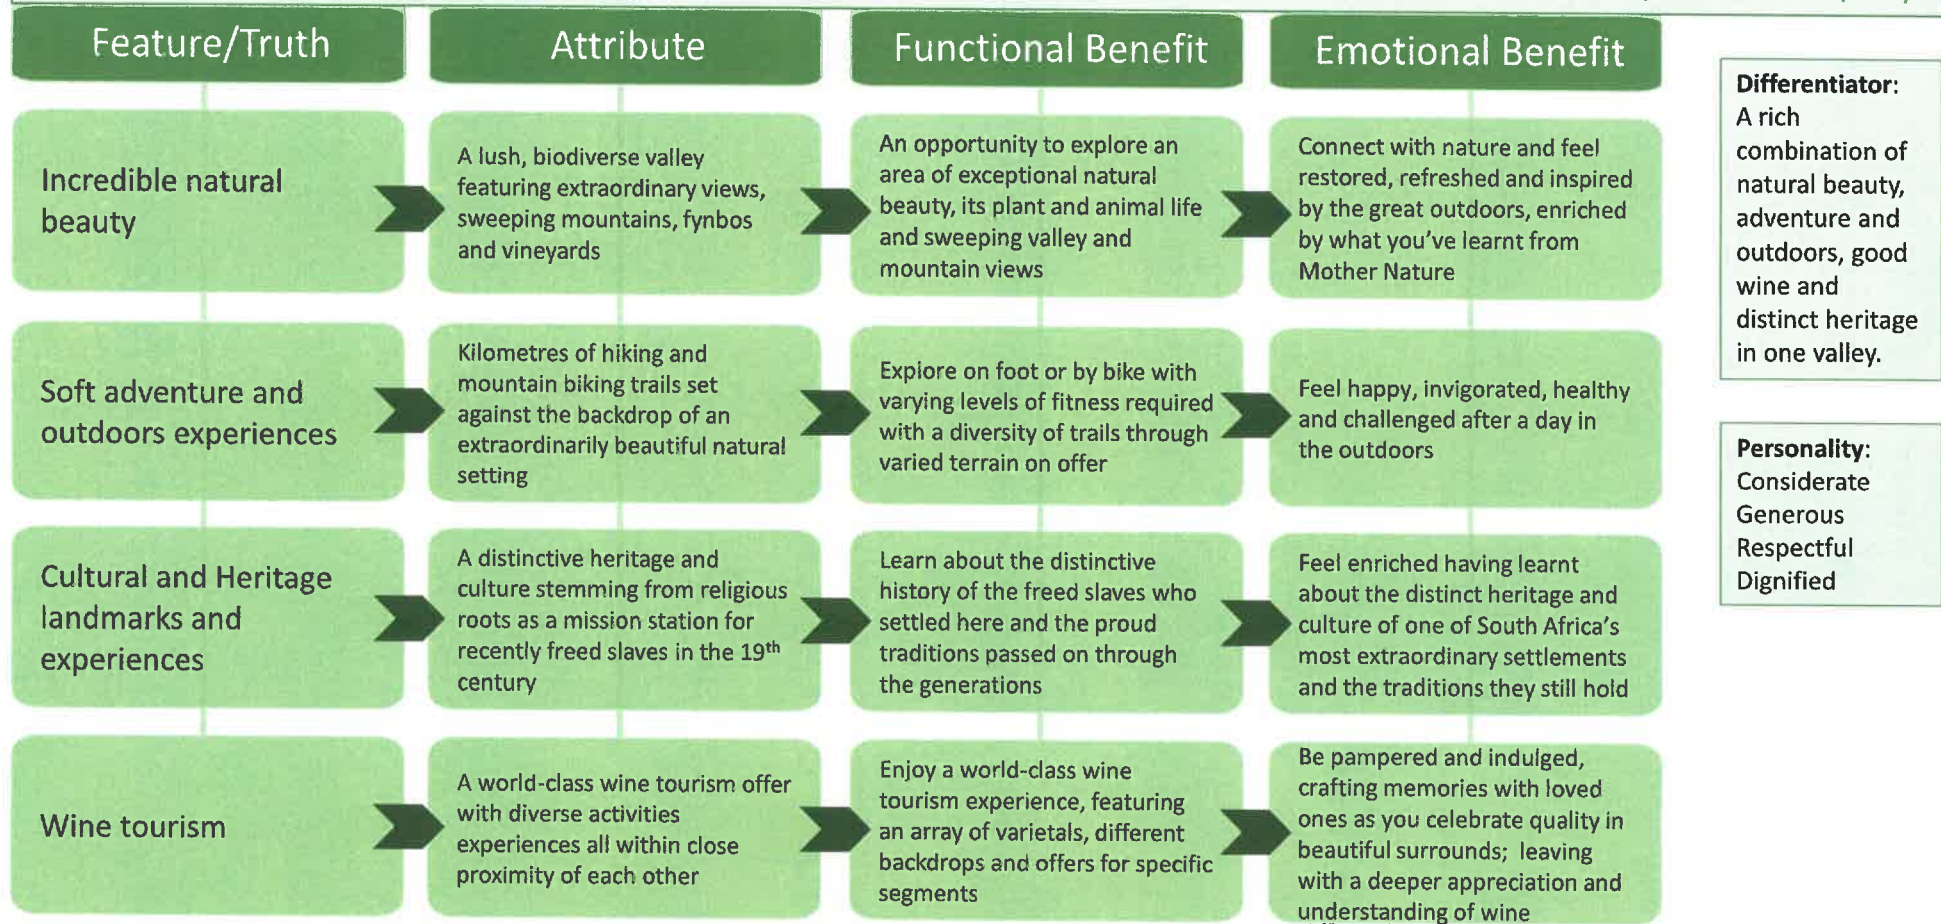 Feature/Truth
Attribute
Functional Benefit
Emotional Benefit
Incredible natural
beauty
A lush, biodiverse valley
featuring extraordinary views,
sweeping mountains, fynbos
and vineyards
An opportunity to explore an
area of exceptional natural
beauty, its plant and animal life
and sweeping valley and
mountain views
Connect with nature and feel
restored, refreshed and inspired
by the great outdoors, enriched
by what you've learnt from
Mother Nature
Soft adventure and
outdoors experiences
Kilometres of hiking and
mountain biking trails set
against the backdrop of an
extraordinarily beautiful natural
setting
Explore on foot or by bike with
varying levels of fitness required
with a diversity of trails through
varied terrain on offer
Feel happy, invigorated, healthy
and challenged after a day in
the outdoors
Cultural and Heritage
landmarks and
experiences
A distinctive heritage and
culture stemming from religious
roots as a mission station for
recently freed slaves in the 19th
century
Learn about the distinctive
history of the freed slaves who
settled here and the proud
traditions passed on through
the generations
Feel enriched having learnt
about the distinct heritage and
culture of one of South Africa's
most extraordinary settlements
and the traditions they still hold
Wine tourism
A world-class wine tourism offer
with diverse activities
experiences all within close
proximity of each other
Enjoy a world-class wine
tourism experience, featuring
an array of varietals, different
backdrops and offers for specific
segments
Be pampered and indulged,
crafting memories with loved
ones as you celebrate quality in
beautiful surrounds; leaving
with a deeper appreciation and
understanding of wine
Differentiator:
A rich
combination of
natural beauty,
adventure and
outdoors, good
wine and
distinct heritage
in one valley.
Personality:
Considerate
Generous
Respectful
Dignified